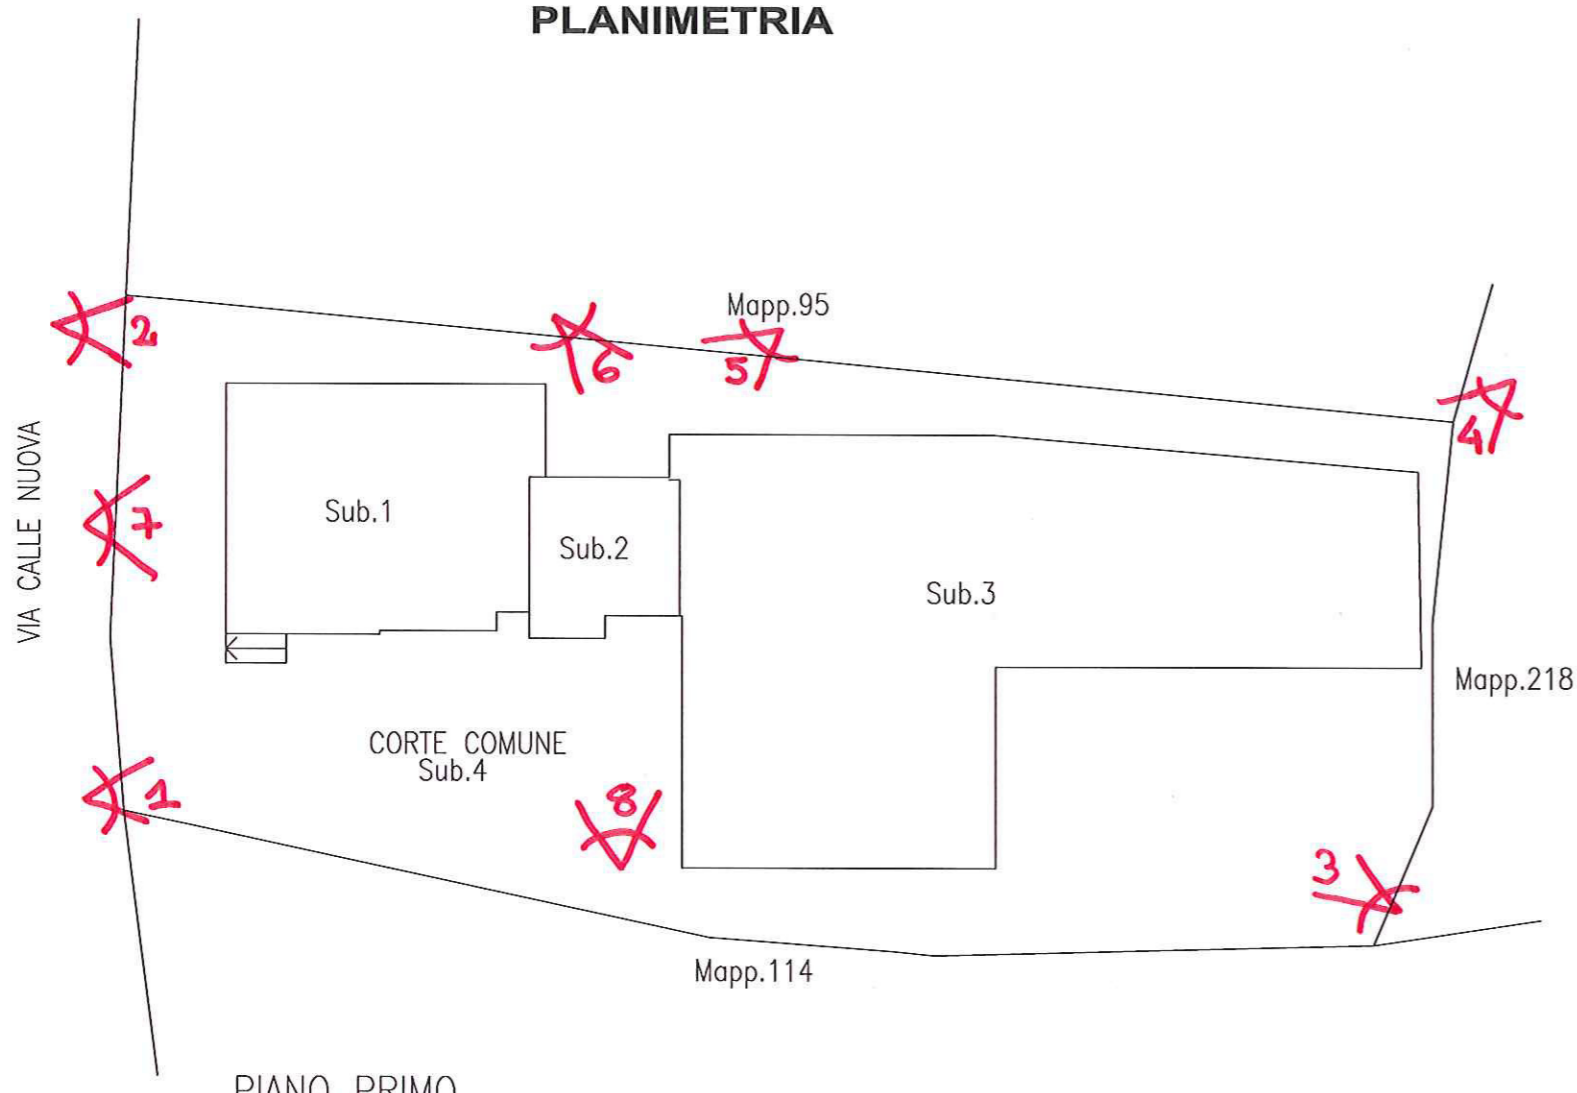 PLANIMETRIA
Mapp.95
2
6
5
4
VIA CALLE NUOVA
7
Sub.1
Sub.2
Sub.3
Mapp.218
CORTE COMUNE
Sub.4
1
8
3
Mapp.114
PIANO PRIMO